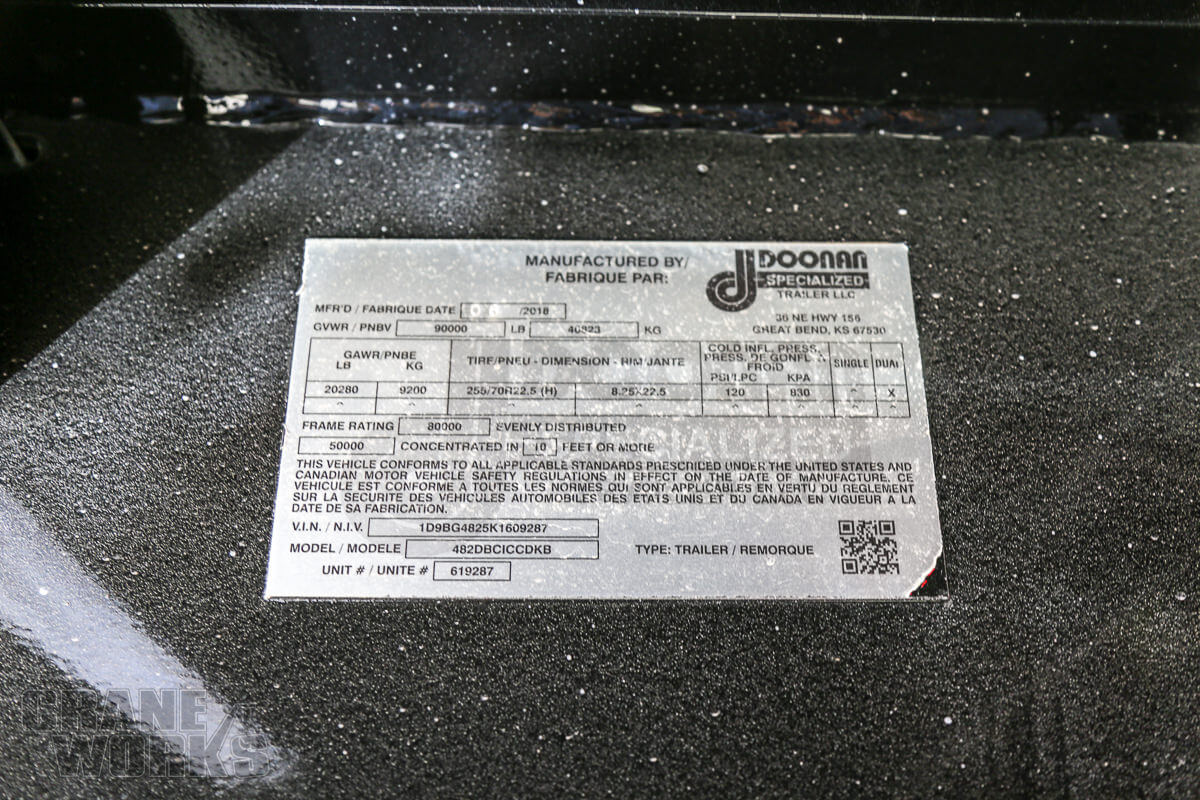 MANUFACTURED BY/
FABRIQUE PAR:
DOONAN
SPECIALIZED
TRAILER LLC
36 NE HWY 156
GREAT BEND, KS 67530
MFR'D / FABRIQUE DATE /2018
GVWR / PNBV 90000 LB 40823 KG
GAWR/PNBE
LB KG
TIRE/PNEU - DIMENSION - RIM/JANTE
COLD INFL. PRESS.
PRESS. DE GONFL. A
FROID
PSI/LPC KPA
SINGLE DUAL
20280 9200 255/70R22.5 (H) 8.25X22.5 120 830 X
FRAME RATING 80000 EVENLY DISTRIBUTED
50000 CONCENTRATED IN 10 FEET OR MORE
THIS VEHICLE CONFORMS TO ALL APPLICABLE STANDARDS PRESCRIBED UNDER THE UNITED STATES AND
CANADIAN MOTOR VEHICLE SAFETY REGULATIONS IN EFFECT ON THE DATE OF MANUFACTURE. CE
VEHICULE EST CONFORME A TOUTES LES NORMES QUI SONT APPLICABLES EN VERTU DU REGLEMENT
SUR LA SECURITE DES VEHICULES AUTOMOBILES DES ETATS UNIS ET DU CANADA EN VIGUEUR A LA
DATE DE SA FABRICATION.
V.I.N. / N.I.V. 1D9BG4825K1609287
MODEL / MODELE 482DBCICCDKB TYPE: TRAILER / REMORQUE
UNIT # / UNITE # 619287
CRANE
WORKS